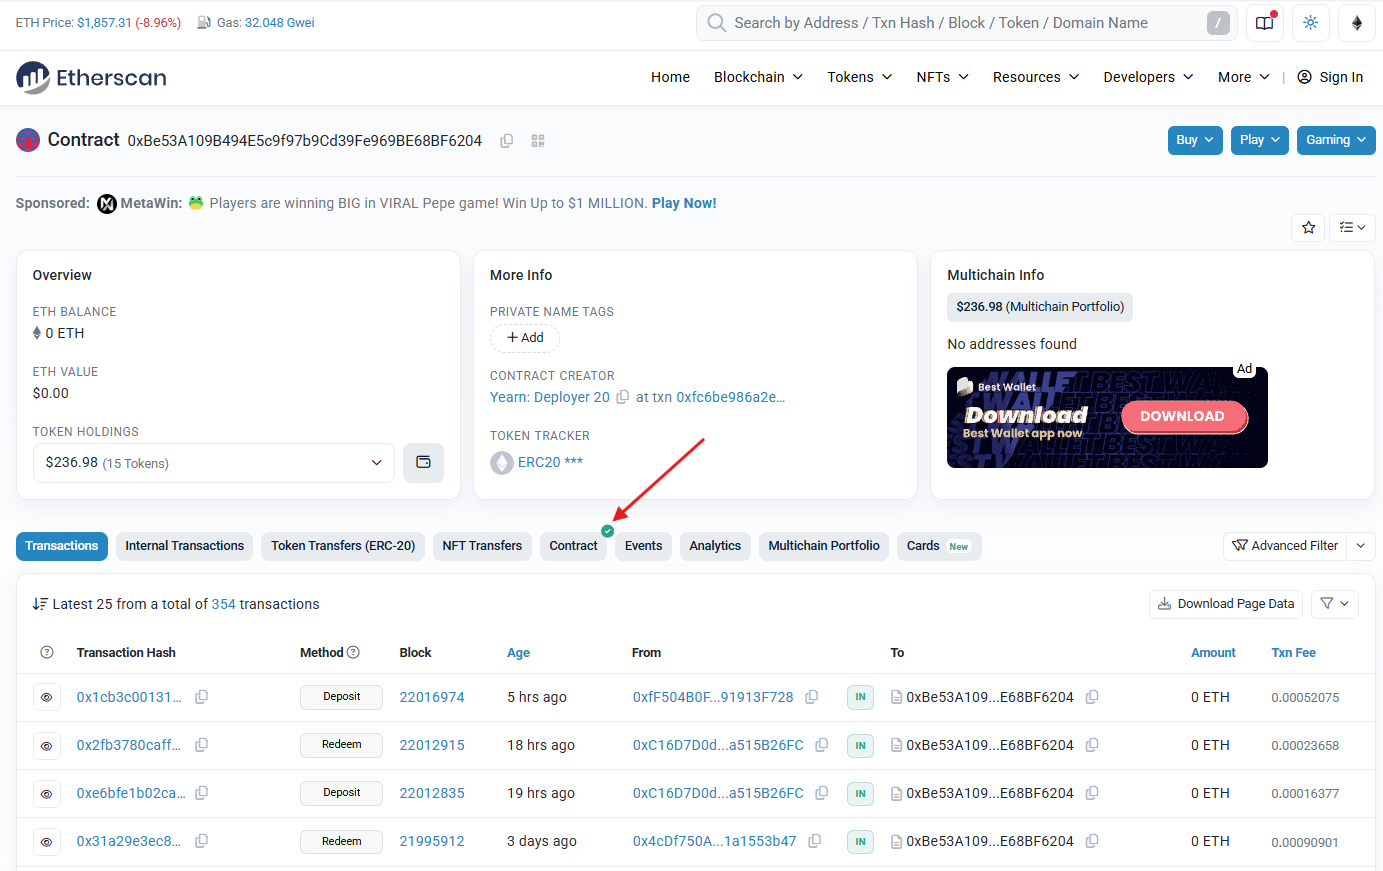 ETH Price: $1,857.31 (-8.96%) Gas: 32.048 Gwei
Search by Address / Txn Hash / Block / Token / Domain Name /
Etherscan
Home Blockchain Tokens NFTs Resources Developers More | Sign In
Contract 0xBe53A109B494E5c9f97b9Cd39Fe969BE68BF6204
Buy Play Gaming
Sponsored: MetaWin: 🐸 Players are winning BIG in VIRAL Pepe game! Win Up to $1 MILLION. Play Now!
Overview
ETH BALANCE
0 ETH
ETH VALUE
$0.00
TOKEN HOLDINGS
$236.98 (15 Tokens)
More Info
PRIVATE NAME TAGS
+ Add
CONTRACT CREATOR
Yearn: Deployer 20 at txn 0xfc6be986a2e...
TOKEN TRACKER
ERC20 ***
Multichain Info
$236.98 (Multichain Portfolio)
No addresses found
Ad
Best Wallet
Download
Best Wallet app now
DOWNLOAD
Transactions Internal Transactions Token Transfers (ERC-20) NFT Transfers Contract Events Analytics Multichain Portfolio Cards New
Advanced Filter
Latest 25 from a total of 354 transactions
Download Page Data
Transaction Hash Method Block Age From To Amount Txn Fee
0x1cb3c00131... Deposit 22016974 5 hrs ago 0xfF504B0F...91913F728 IN 0xBe53A109...E68BF6204 0 ETH 0.00052075
0x2fb3780caff... Redeem 22012915 18 hrs ago 0xC16D7D0d...a515B26FC IN 0xBe53A109...E68BF6204 0 ETH 0.00023658
0xe6bfe1b02ca... Deposit 22012835 19 hrs ago 0xC16D7D0d...a515B26FC IN 0xBe53A109...E68BF6204 0 ETH 0.00016377
0x31a29e3ec8... Redeem 21995912 3 days ago 0x4cDf750A...1a1553b47 IN 0xBe53A109...E68BF6204 0 ETH 0.00090901